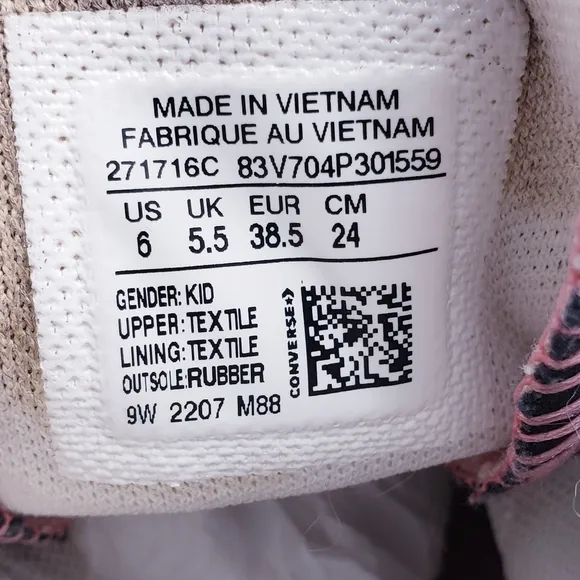 MADE IN VIETNAM
FABRIQUE AU VIETNAM
271716C 83V704P301559
US UK EUR CM
6 5.5 38.5 24
GENDER: KID
UPPER: TEXTILE
LINING: TEXTILE
OUTSOLE: RUBBER
9W 2207 M88
CONVERSE